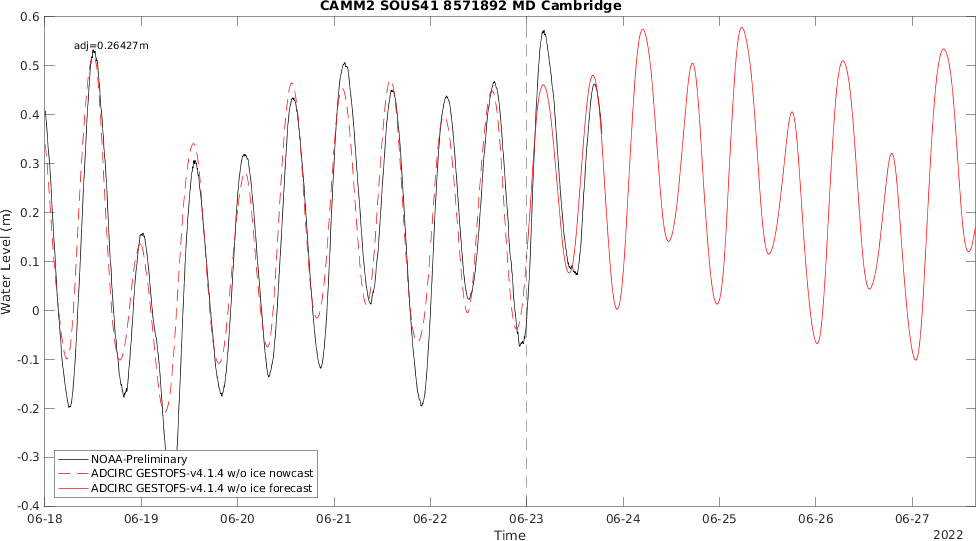 CAMM2 SOUS41 8571892 MD Cambridge
adj=0.26427m
0.6
0.5
0.4
0.3
0.2
0.1
0
-0.1
-0.2
-0.3
-0.4
Water Level (m)
NOAA-Preliminary
ADCIRC GESTOFS-v4.1.4 w/o ice nowcast
ADCIRC GESTOFS-v4.1.4 w/o ice forecast
06-18 06-19 06-20 06-21 06-22 06-23 06-24 06-25 06-26 06-27
Time
2022